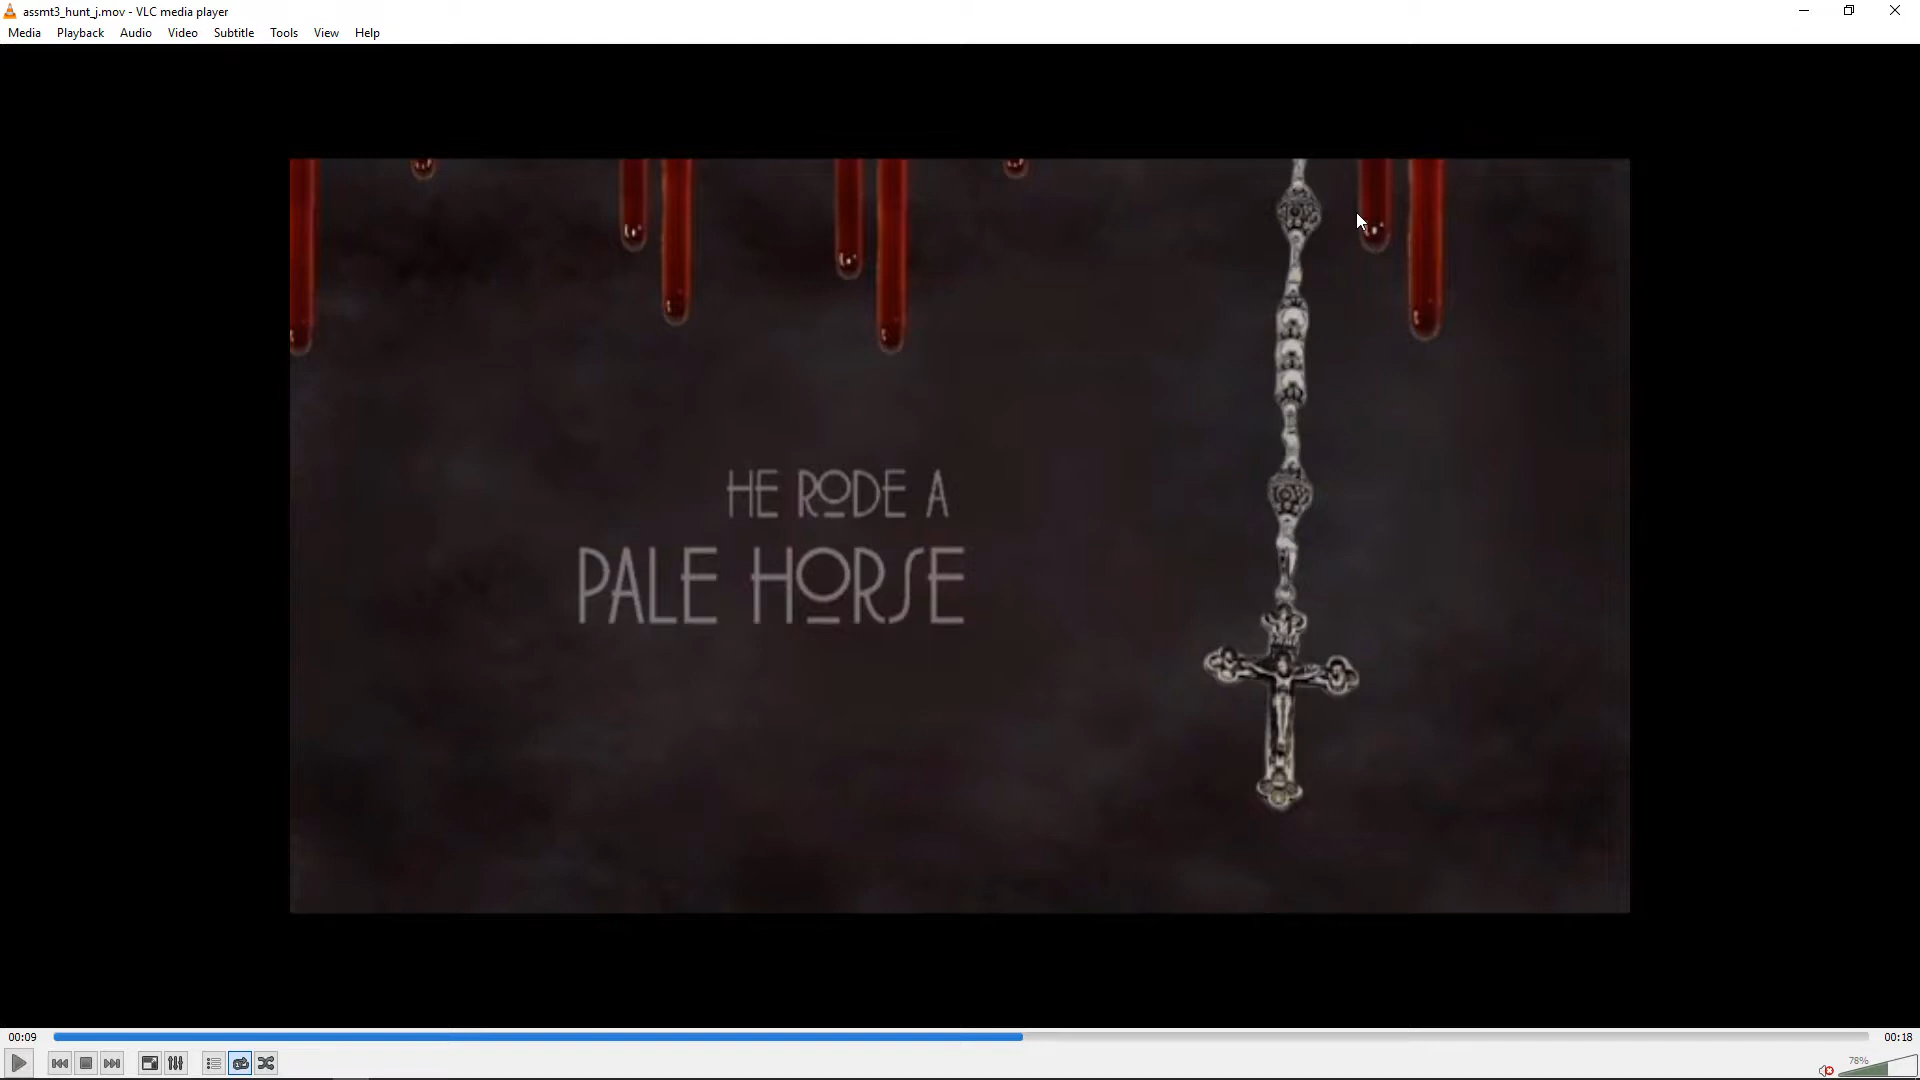 assmt3_hunt_j.mov - VLC media player
Media Playback Audio Video Subtitle Tools View Help
HE RODE A
PALE HORSE
00:09
00:18
78%